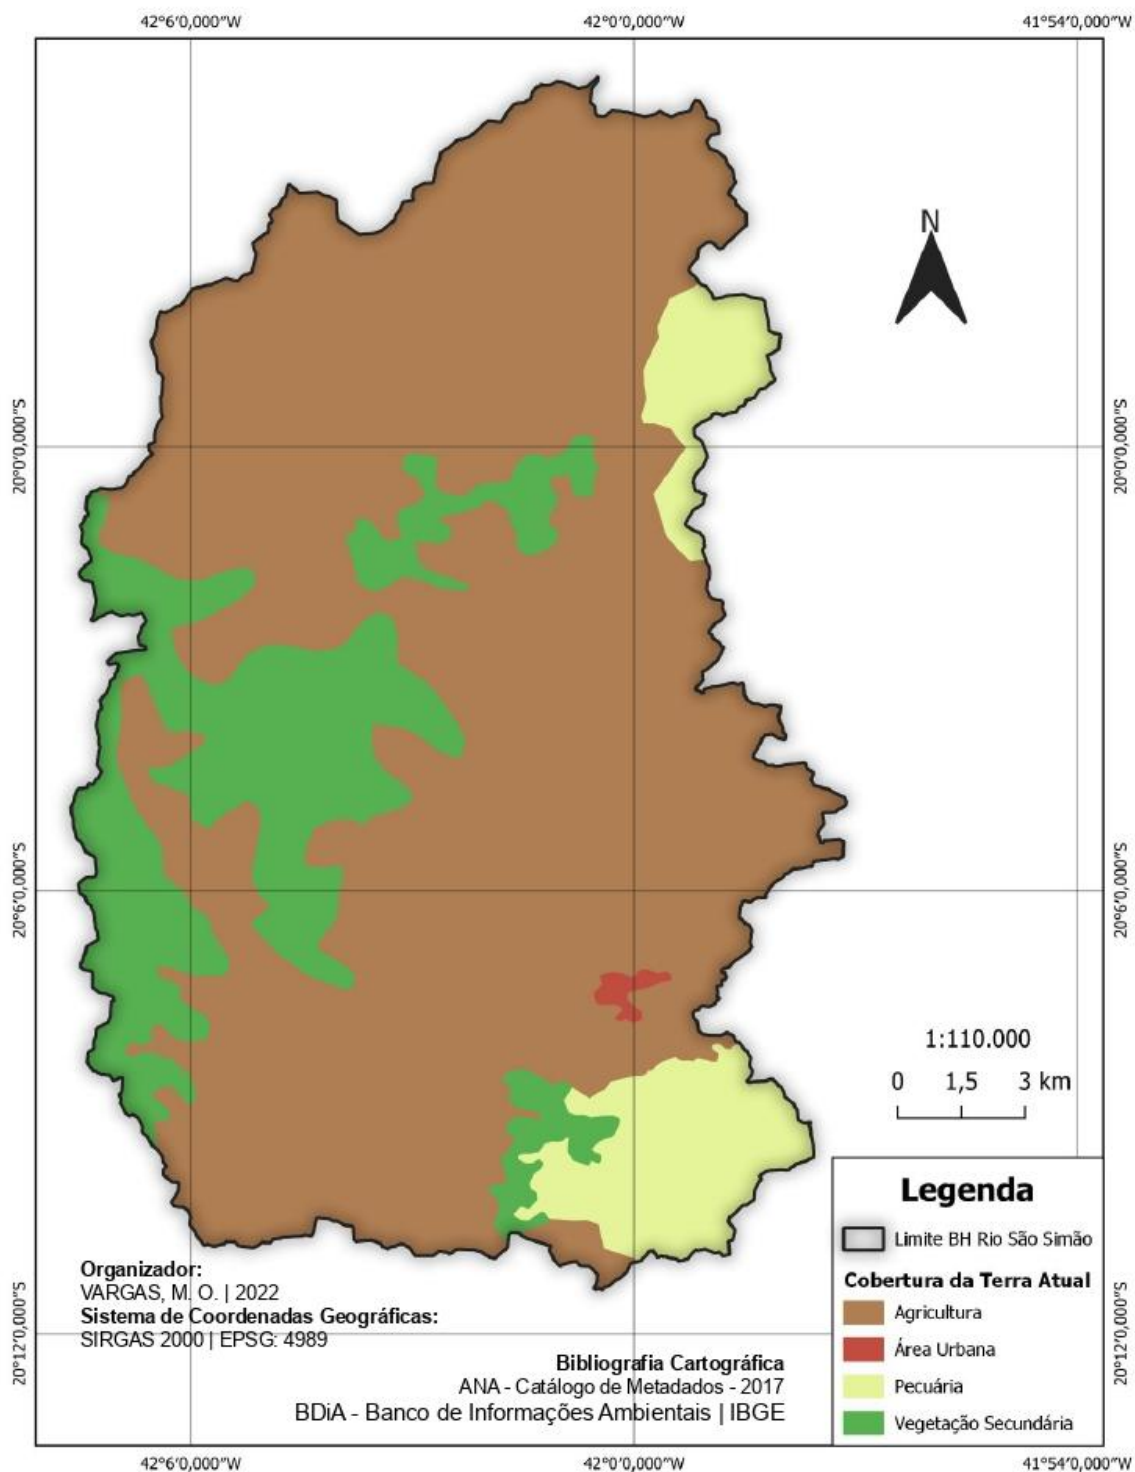 42°6'0,000"W
42°0'0,000"W
41°54'0,000"W
N
20°0'0,000"S
20°0'0,000"S
20°6'0,000"S
20°6'0,000"S
1:110.000
0 1,5 3 km
Legenda
Limite BH Rio São Simão
Cobertura da Terra Atual
Agricultura
Área Urbana
Pecuária
Vegetação Secundária
Organizador:
VARGAS, M. O. | 2022
Sistema de Coordenadas Geográficas:
SIRGAS 2000 | EPSG: 4989
Bibliografia Cartográfica
ANA - Catálogo de Metadados - 2017
BDiA - Banco de Informações Ambientais | IBGE
20°12'0,000"S
20°12'0,000"S
42°6'0,000"W
42°0'0,000"W
41°54'0,000"W